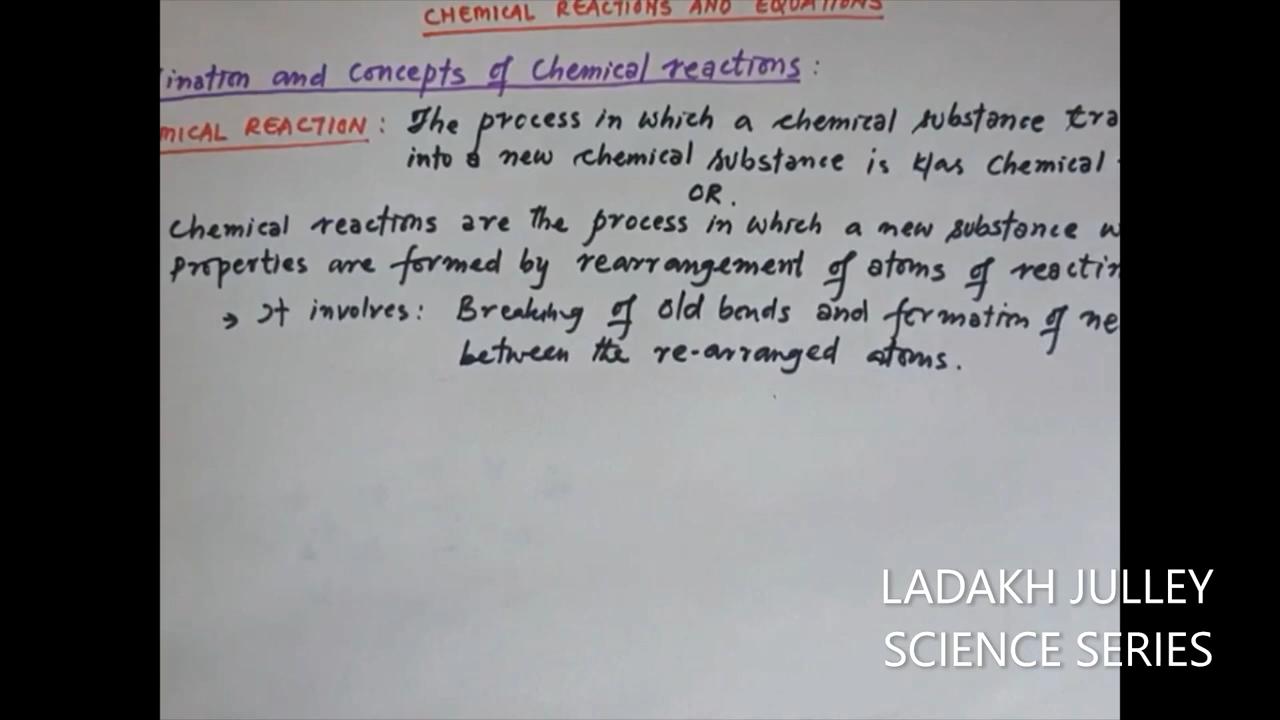 CHEMICAL REACTIONS AND EQUATIONS
ination and concepts of Chemical reactions :
MICAL REACTION : The process in which a chemical substance tra
into a new chemical substance is k/as Chemical
OR.
Chemical reactions are the process in which a new substance w
Properties are formed by rearrangement of atoms of reactin
→ It involves: Breaking of old bonds and formation of ne
between the re-arranged atoms.
LADAKH JULLEY
SCIENCE SERIES